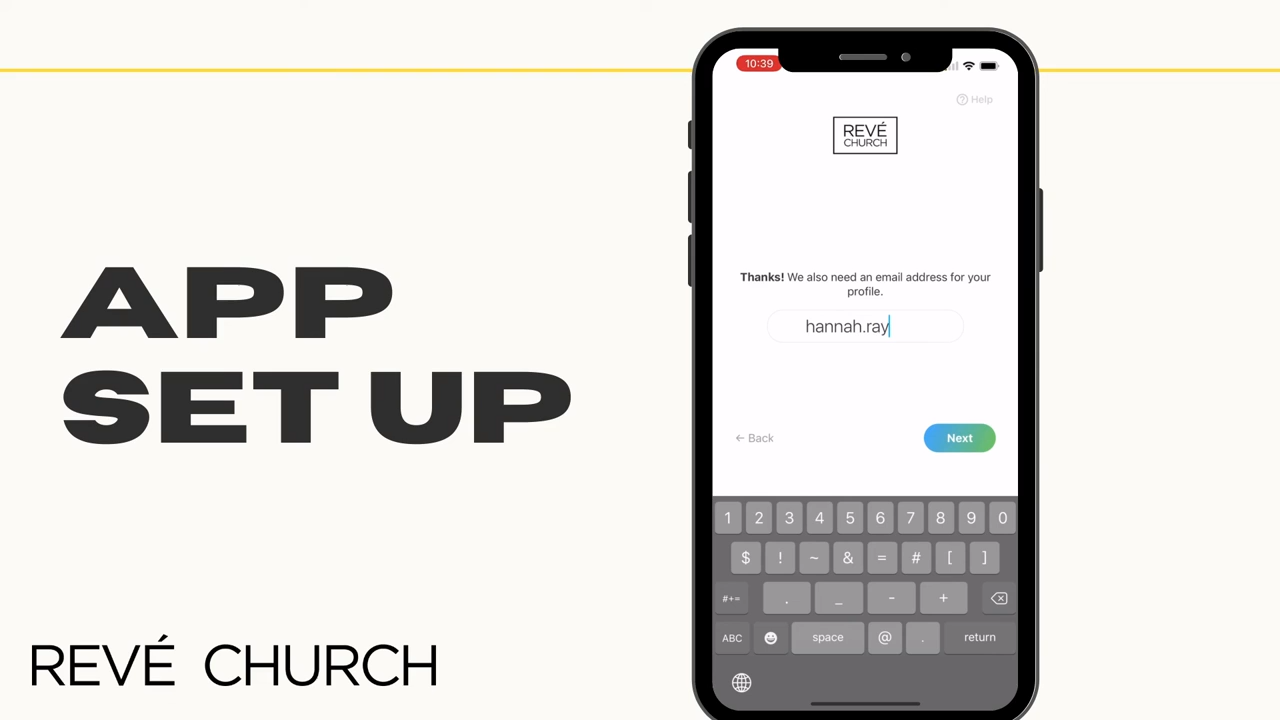 APP
SET UP
REVÉ CHURCH
10:39
Help
REVÉ
CHURCH
Thanks! We also need an email address for your
profile.
hannah.ray
← Back
Next
1 2 3 4 5 6 7 8 9 0
$ ! ~ & = # [ ]
#+= . _ - +
ABC space @ . return